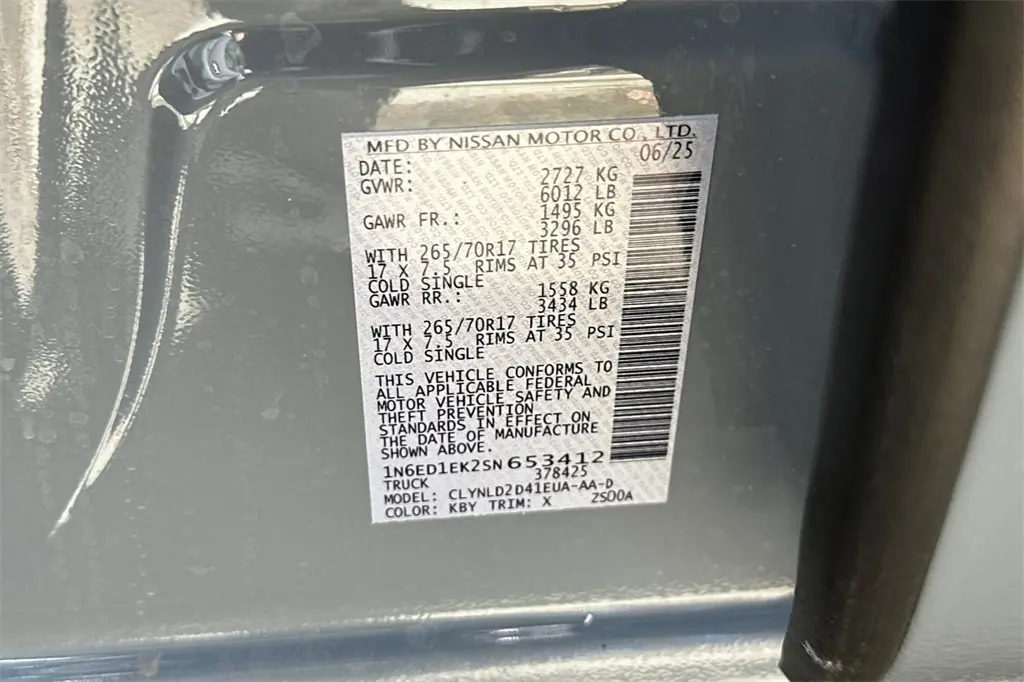 MFD BY NISSAN MOTOR CO., LTD.
DATE: 06/25
GVWR: 2727 KG
6012 LB
GAWR FR.: 1495 KG
3296 LB
WITH 265/70R17 TIRES
17 X 7.5 RIMS AT 35 PSI
COLD SINGLE
GAWR RR.: 1558 KG
3434 LB
WITH 265/70R17 TIRES
17 X 7.5 RIMS AT 35 PSI
COLD SINGLE
THIS VEHICLE CONFORMS TO
ALL APPLICABLE FEDERAL
MOTOR VEHICLE SAFETY AND
THEFT PREVENTION
STANDARDS IN EFFECT ON
THE DATE OF MANUFACTURE
SHOWN ABOVE.
1N6ED1EK2SN653412
TRUCK 378425
MODEL: CLYNLD2D41EUA-AA-D
COLOR: KBY TRIM: X 2S00A